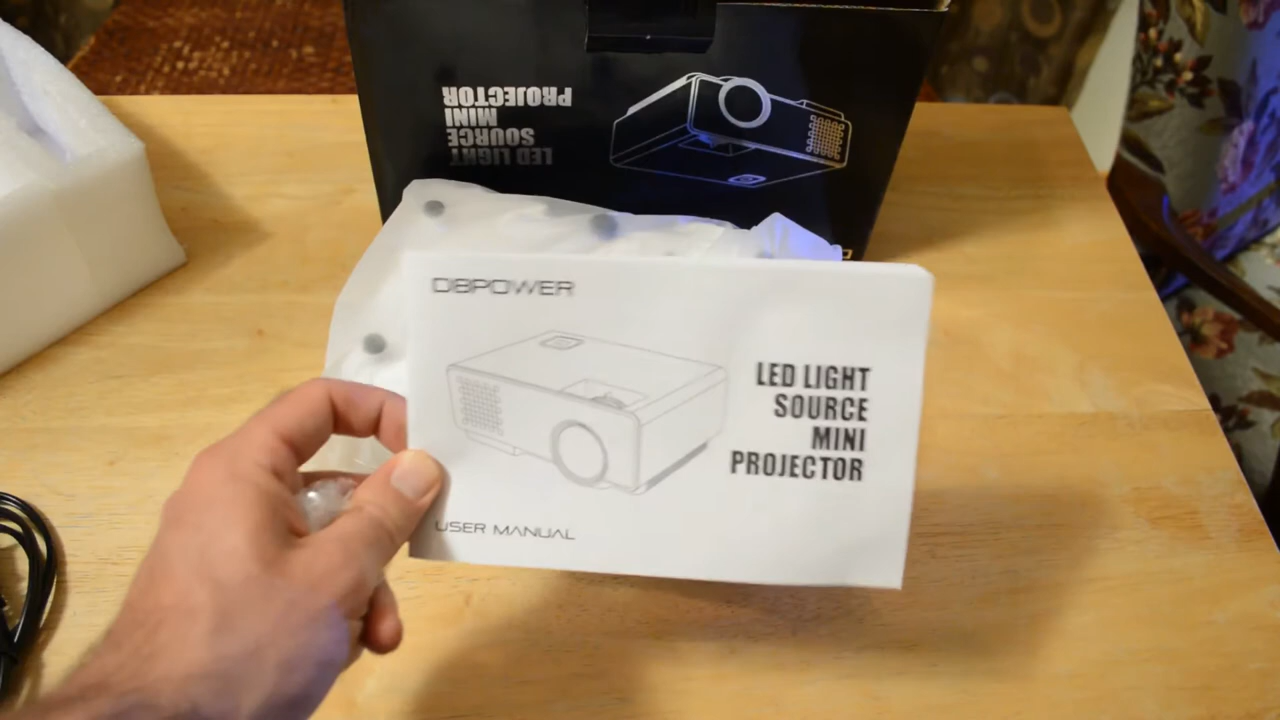 LED LIGHT
SOURCE
MINI
PROJECTOR
DBPOWER
LED LIGHT
SOURCE
MINI
PROJECTOR
USER MANUAL